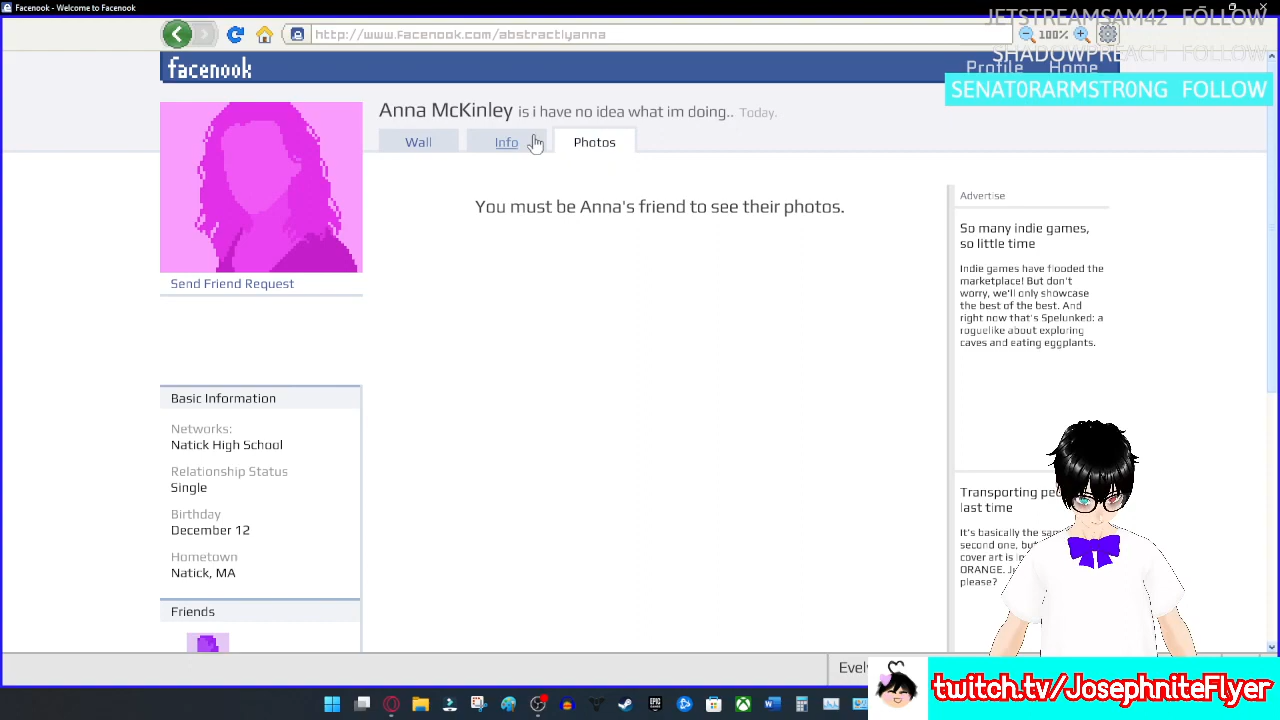 Facenook - Welcome to Facenook
JETSTREAMSAM42 FOLLOW
http://www.facenook.com/abstractlyanna
100%
SHADOWPREACH FOLLOW
facenook
Profile Home
SENAT0RARMSTR0NG FOLLOW
Anna McKinley is i have no idea what im doing.. Today.
Wall Info Photos
You must be Anna's friend to see their photos.
Send Friend Request
Basic Information
Networks:
Natick High School
Relationship Status
Single
Birthday
December 12
Hometown
Natick, MA
Friends
Advertise
So many indie games,
so little time
Indie games have flooded the
marketplace! But don't
worry, we'll only showcase
the best of the best. And
right now that's Spelunked: a
roguelike about exploring
caves and eating eggplants.
Transporting
last time
It's basically the
second one, but
cover art is
ORANGE.
please?
twitch.tv/JosephniteFlyer